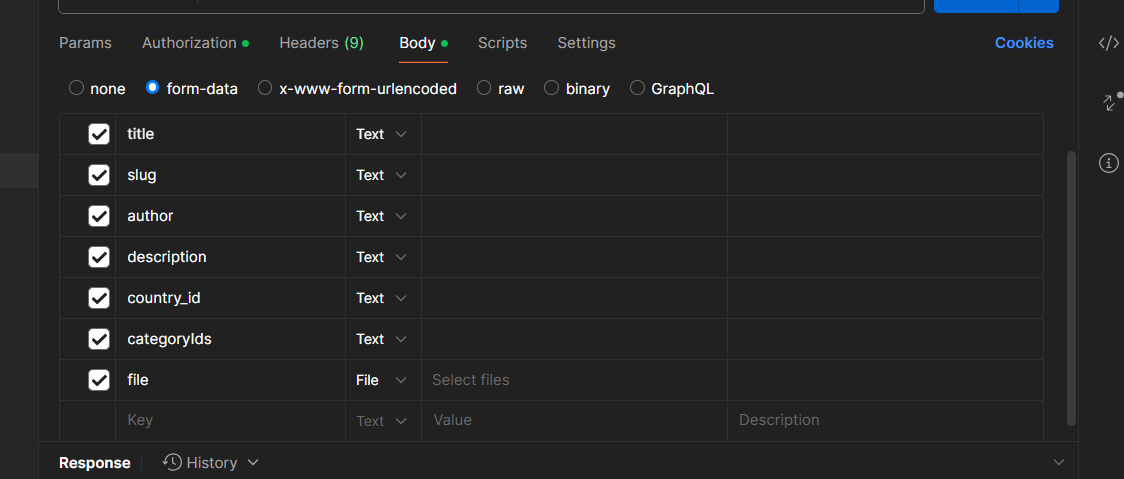 Params Authorization Headers (9) Body Scripts Settings Cookies
none form-data x-www-form-urlencoded raw binary GraphQL
title Text
slug Text
author Text
description Text
country_id Text
categoryIds Text
file File Select files
Key Text Value Description
Response History